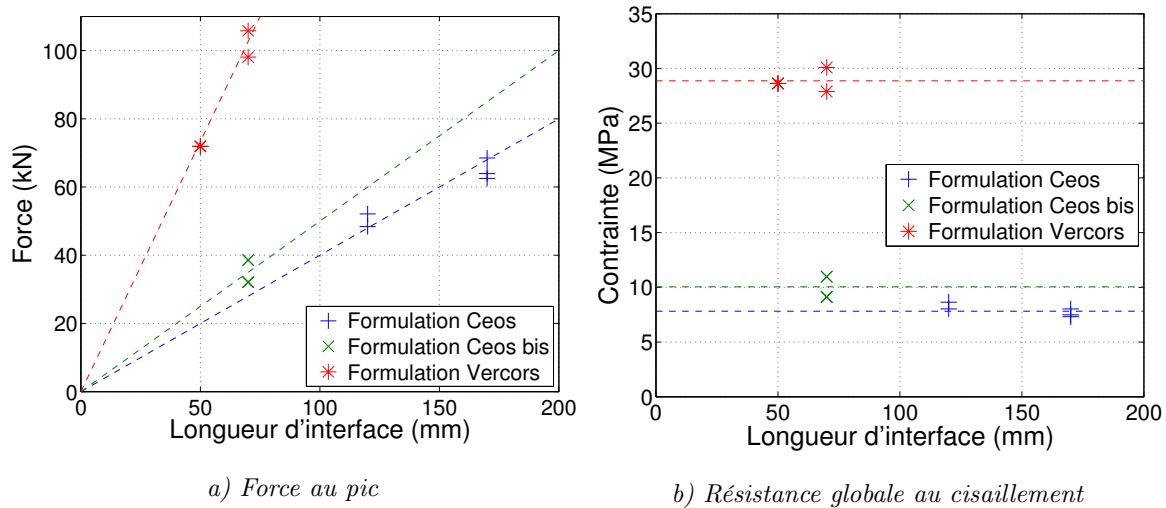 Force (kN)
100
80
60
40
20
0
0 50 100 150 200
Longueur d'interface (mm)
Formulation Ceos
Formulation Ceos bis
Formulation Vercors
a) Force au pic
Contrainte (MPa)
35
30
25
20
15
10
5
0
0 50 100 150 200
Longueur d'interface (mm)
Formulation Ceos
Formulation Ceos bis
Formulation Vercors
b) Résistance globale au cisaillement